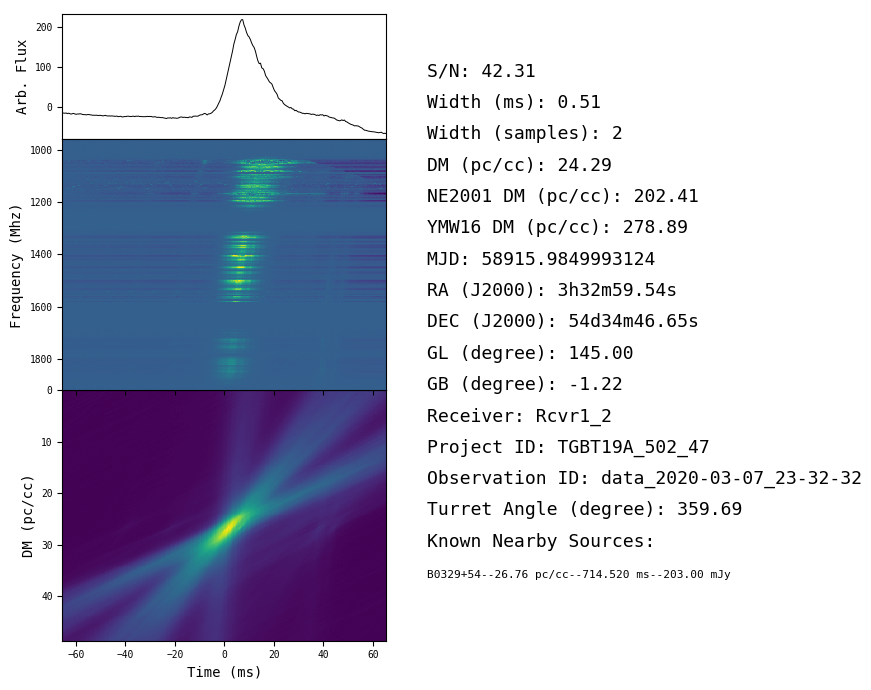 200
100
0
Arb. Flux
1000
1200
1400
1600
1800
Frequency (Mhz)
0
10
20
30
40
DM (pc/cc)
−60
−40
−20
0
20
40
60
Time (ms)
S/N: 42.31
Width (ms): 0.51
Width (samples): 2
DM (pc/cc): 24.29
NE2001 DM (pc/cc): 202.41
YMW16 DM (pc/cc): 278.89
MJD: 58915.9849993124
RA (J2000): 3h32m59.54s
DEC (J2000): 54d34m46.65s
GL (degree): 145.00
GB (degree): -1.22
Receiver: Rcvr1_2
Project ID: TGBT19A_502_47
Observation ID: data_2020-03-07_23-32-32
Turret Angle (degree): 359.69
Known Nearby Sources:
B0329+54--26.76 pc/cc--714.520 ms--203.00 mJy